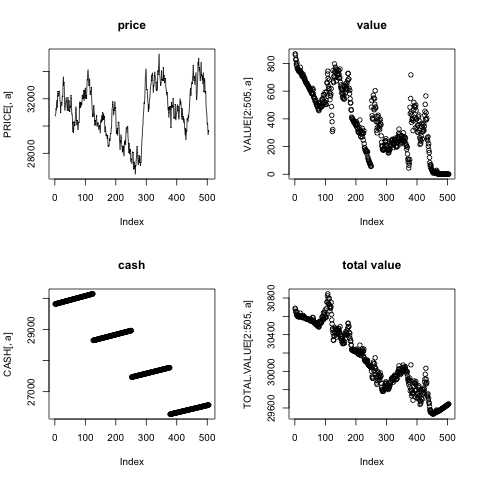 price
PRICE[, a]
28000 32000
0 100 200 300 400 500
Index
value
VALUE[2:505, a]
0 200 400 600 800
0 100 200 300 400 500
Index
cash
CASH[, a]
27000 29000
0 100 200 300 400 500
Index
total value
TOTAL.VALUE[2:505, a]
29600 30000 30400 30800
0 100 200 300 400 500
Index